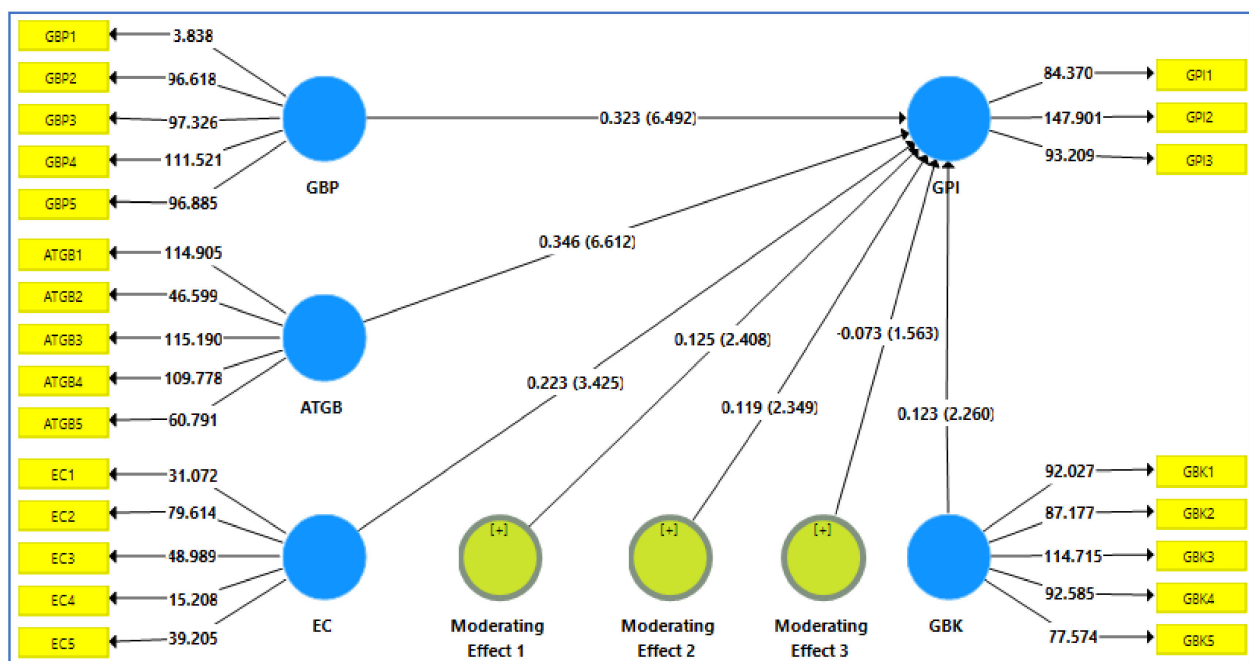 GBP1
3.838
GBP2
96.618
GBP3
97.326
GBP4
111.521
GBP5
96.885
GBP
0.323 (6.492)
GPI
84.370
GPI1
147.901
GPI2
93.209
GPI3
ATGB1
114.905
ATGB2
46.599
ATGB3
115.190
ATGB4
109.778
ATGB5
60.791
ATGB
0.346 (6.612)
0.223 (3.425)
0.125 (2.408)
0.119 (2.349)
-0.073 (1.563)
0.123 (2.260)
EC1
31.072
EC2
79.614
EC3
48.989
EC4
15.208
EC5
39.205
EC
[+]
Moderating
Effect 1
[+]
Moderating
Effect 2
[+]
Moderating
Effect 3
GBK
92.027
GBK1
87.177
GBK2
114.715
GBK3
92.585
GBK4
77.574
GBK5